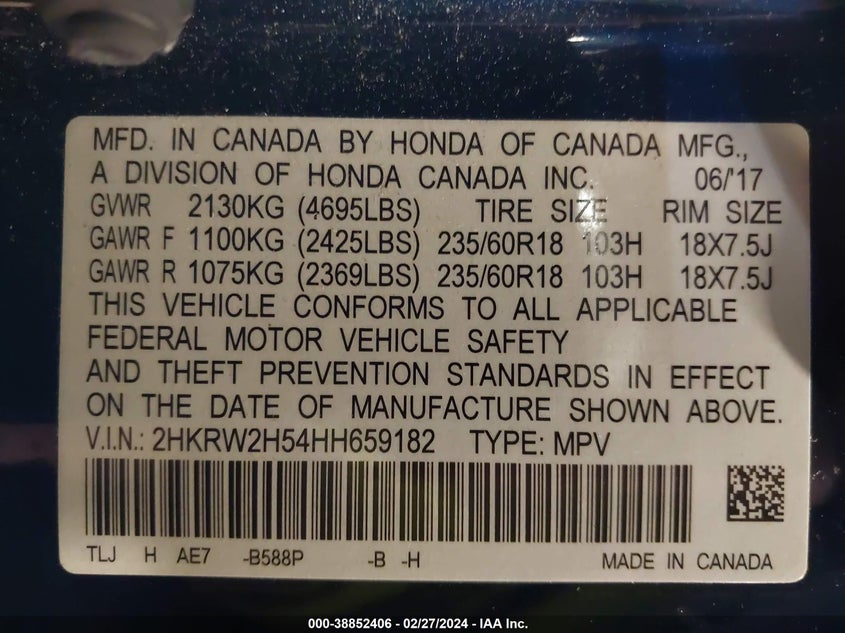 MFD. IN CANADA BY HONDA OF CANADA MFG.,
A DIVISION OF HONDA CANADA INC. 06/'17
GVWR 2130KG (4695LBS) TIRE SIZE RIM SIZE
GAWR F 1100KG (2425LBS) 235/60R18 103H 18X7.5J
GAWR R 1075KG (2369LBS) 235/60R18 103H 18X7.5J
THIS VEHICLE CONFORMS TO ALL APPLICABLE
FEDERAL MOTOR VEHICLE SAFETY
AND THEFT PREVENTION STANDARDS IN EFFECT
ON THE DATE OF MANUFACTURE SHOWN ABOVE.
V.I.N.: 2HKRW2H54HH659182 TYPE: MPV
TLJ H AE7 -B588P -B -H MADE IN CANADA
000-38852406 - 02/27/2024 - IAA Inc.